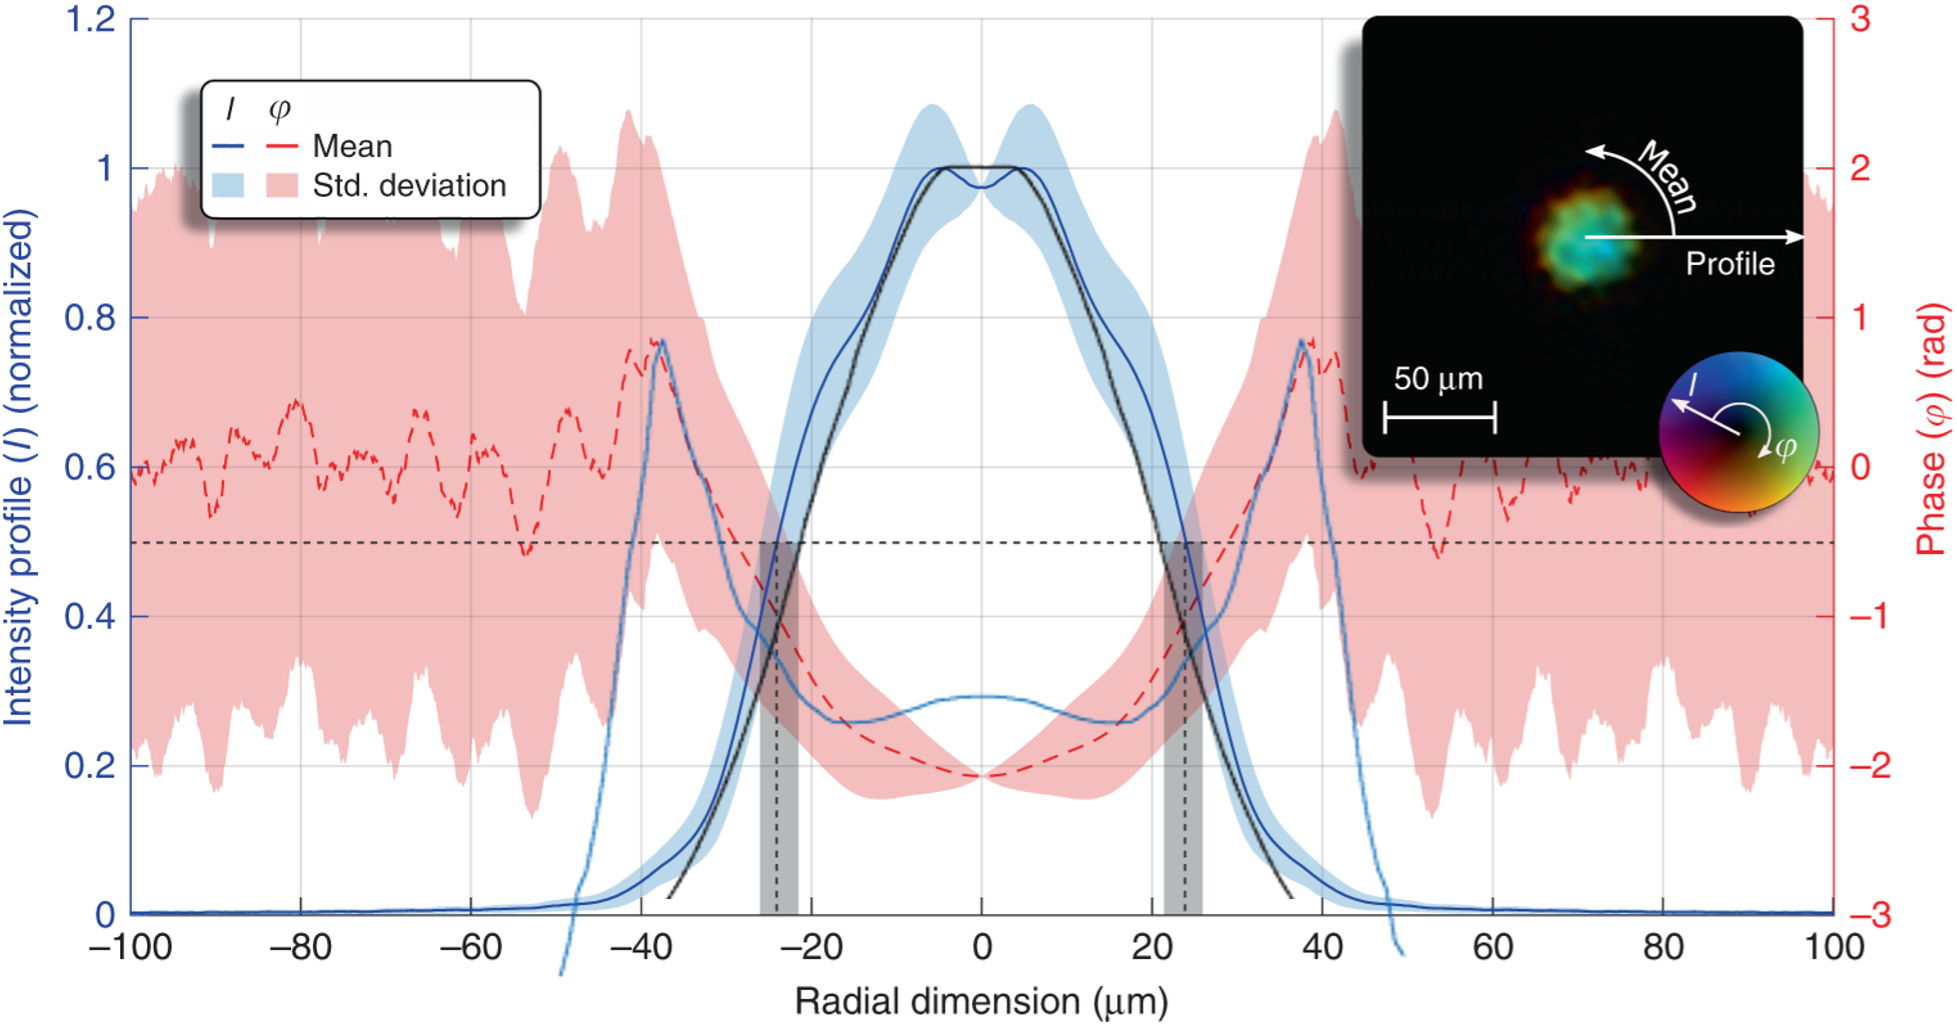 1.2
1
0.8
0.6
0.4
0.2
0
Intensity profile (I) (normalized)
I φ
Mean
Std. deviation
Mean
Profile
50 μm
I
φ
3
2
1
0
–1
–2
–3
Phase (φ) (rad)
–100 –80 –60 –40 –20 0 20 40 60 80 100
Radial dimension (μm)